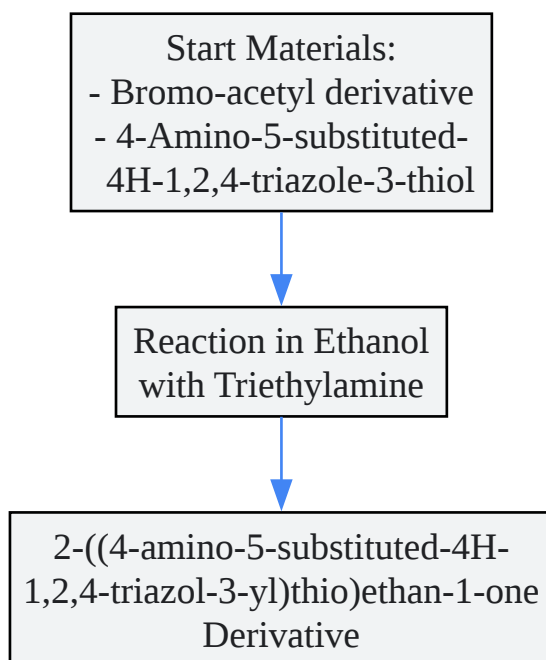 Start Materials:
- Bromo-acetyl derivative
- 4-Amino-5-substituted-
4H-1,2,4-triazole-3-thiol
Reaction in Ethanol
with Triethylamine
2-((4-amino-5-substituted-4H-
1,2,4-triazol-3-yl)thio)ethan-1-one
Derivative